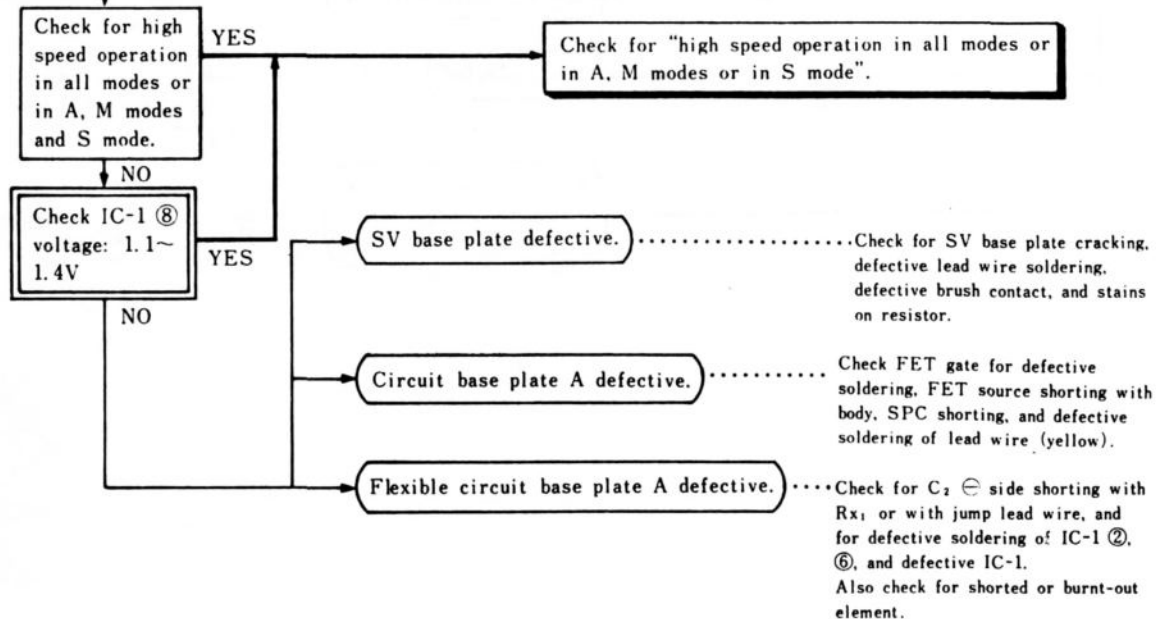 Check for high
speed operation
in all modes or
in A, M modes
and S mode.
YES
Check for “high speed operation in all modes or
in A, M modes or in S mode”.
NO
Check IC-1 ⑧
voltage: 1.1~
1.4V
YES
NO
SV base plate defective.
Check for SV base plate cracking,
defective lead wire soldering,
defective brush contact, and stains
on resistor.
Circuit base plate A defective.
Check FET gate for defective
soldering, FET source shorting with
body, SPC shorting, and defective
soldering of lead wire (yellow).
Flexible circuit base plate A defective.
Check for C₂ ⊖ side shorting with
Rx₁ or with jump lead wire, and
for defective soldering of IC-1 ②,
⑥, and defective IC-1.
Also check for shorted or burnt-out
element.